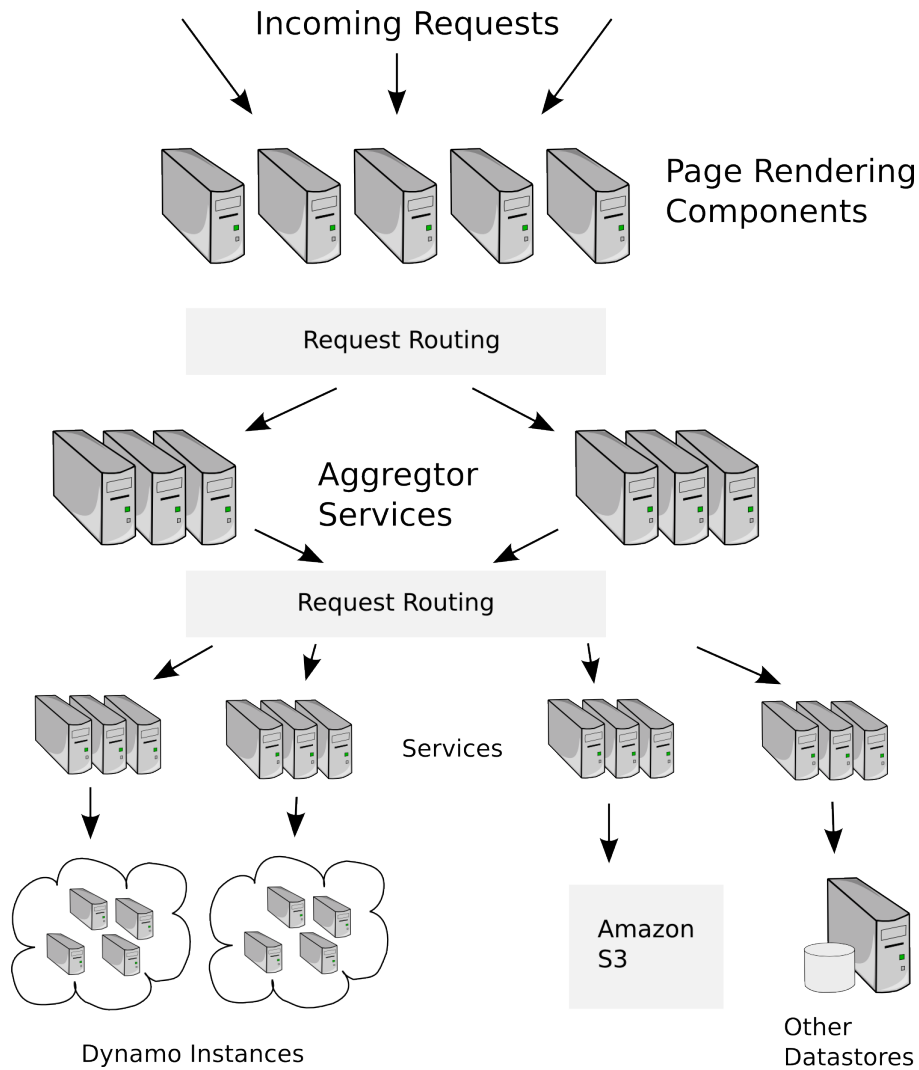 Incoming Requests
Page Rendering
Components
Request Routing
Aggregtor
Services
Request Routing
Services
Amazon
S3
Other
Datastores
Dynamo Instances